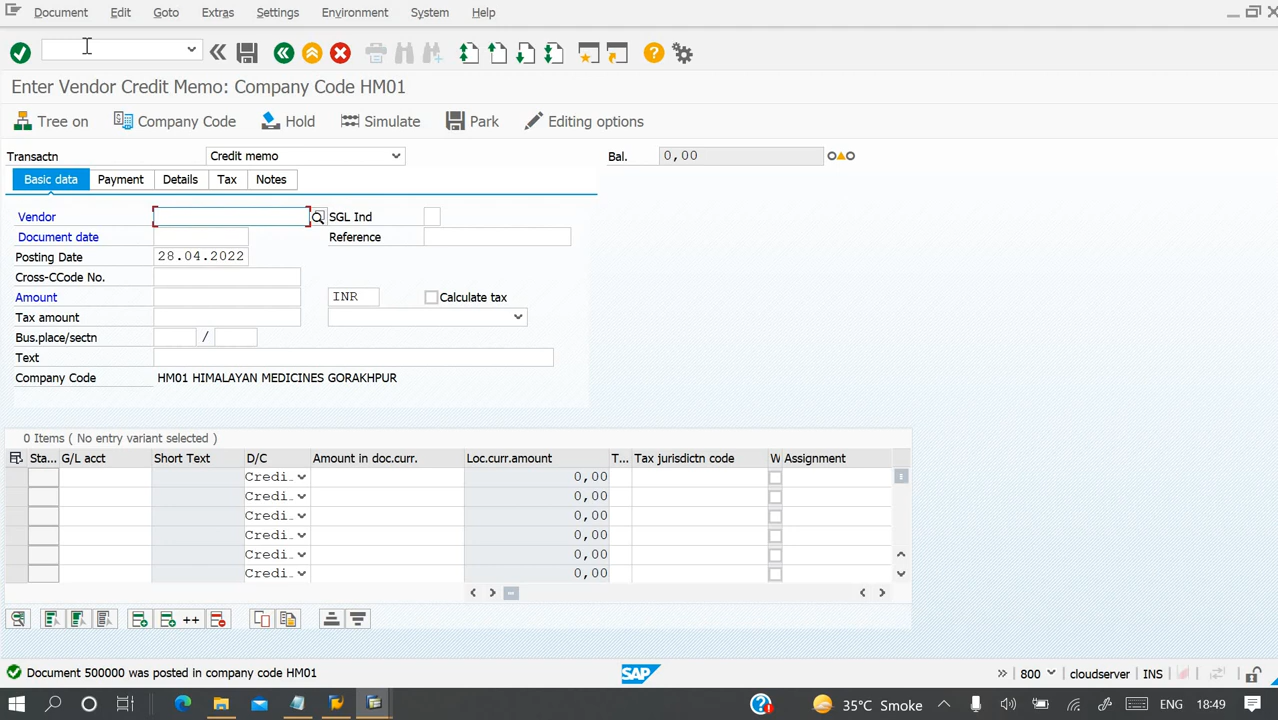 Document Edit Goto Extras Settings Environment System Help
Enter Vendor Credit Memo: Company Code HM01
Tree on Company Code Hold Simulate Park Editing options
Transactn Credit memo Bal. 0,00
Basic data Payment Details Tax Notes
Vendor SGL Ind
Document date Reference
Posting Date 28.04.2022
Cross-CCode No.
Amount INR Calculate tax
Tax amount
Bus.place/sectn /
Text
Company Code HM01 HIMALAYAN MEDICINES GORAKHPUR
0 Items ( No entry variant selected )
Sta... G/L acct Short Text D/C Amount in doc.curr. Loc.curr.amount T... Tax jurisdictn code W Assignment
Credi… 0,00
Credi… 0,00
Credi… 0,00
Credi… 0,00
Credi… 0,00
Credi… 0,00
++
Document 500000 was posted in company code HM01 SAP 800 cloudserver INS
35°C Smoke ENG 18:49